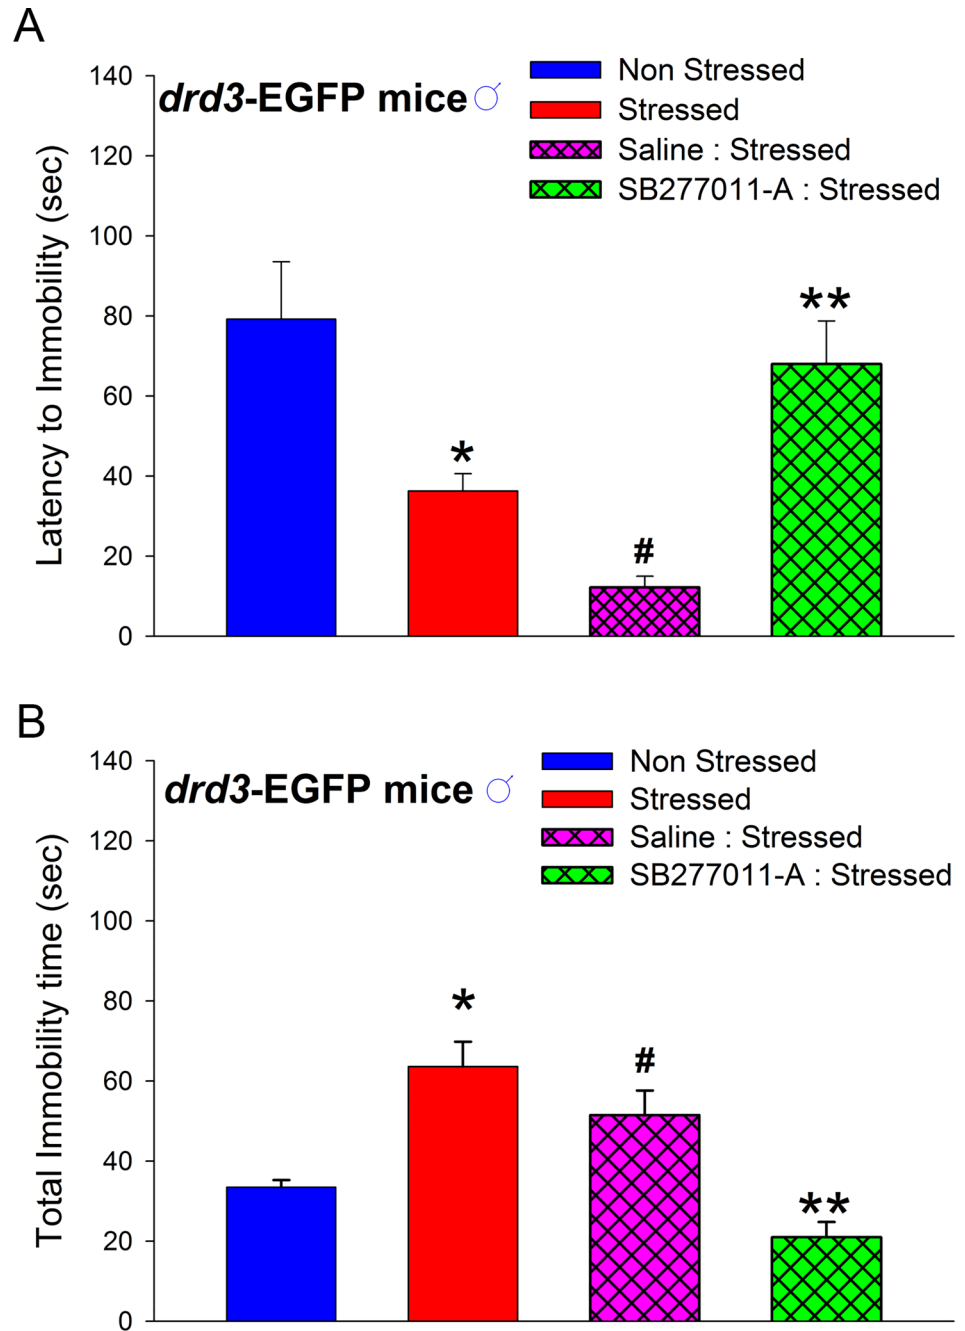 A
drd3-EGFP mice ♂
Non Stressed
Stressed
Saline : Stressed
SB277011-A : Stressed
Latency to Immobility (sec)
140
120
100
80
60
40
20
0
*
#
**
B
drd3-EGFP mice ♂
Non Stressed
Stressed
Saline : Stressed
SB277011-A : Stressed
Total Immobility time (sec)
140
120
100
80
60
40
20
0
*
#
**